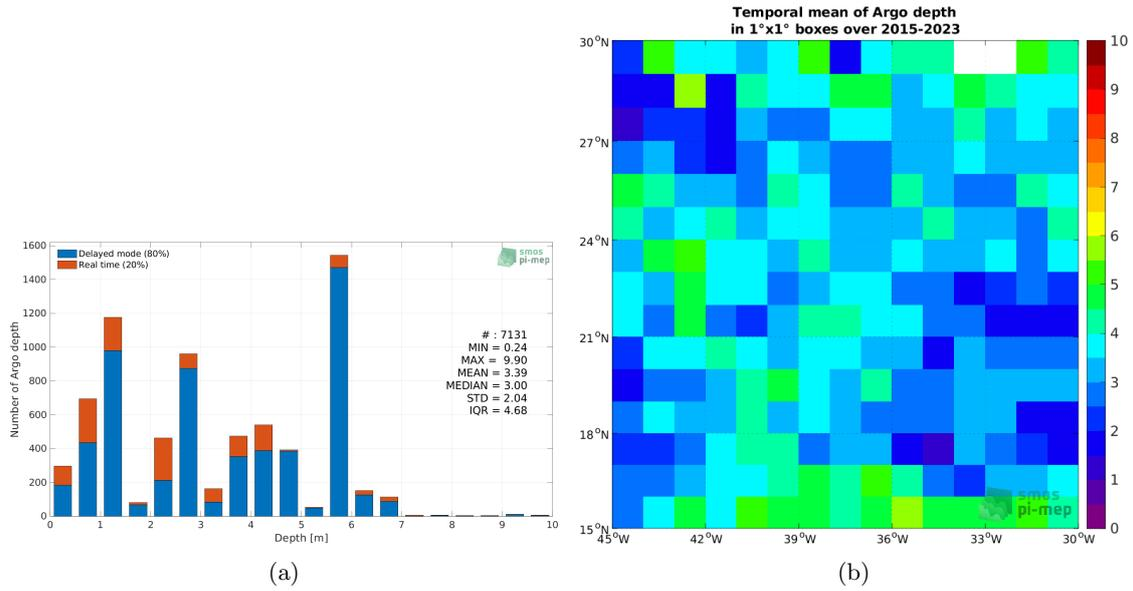 Temporal mean of Argo depth
in 1°x1° boxes over 2015-2023
1600
1400
1200
1000
800
600
400
200
0
Number of Argo depth
Delayed mode (80%)
Real time (20%)
smos
pi-mep
# : 7131
MIN = 0.24
MAX = 9.90
MEAN = 3.39
MEDIAN = 3.00
STD = 2.04
IQR = 4.68
0 1 2 3 4 5 6 7 8 9 10
Depth [m]
(a)
30°N
27°N
24°N
21°N
18°N
15°N
45°W 42°W 39°W 36°W 33°W 30°W
smos
pi-mep
10
9
8
7
6
5
4
3
2
1
0
(b)